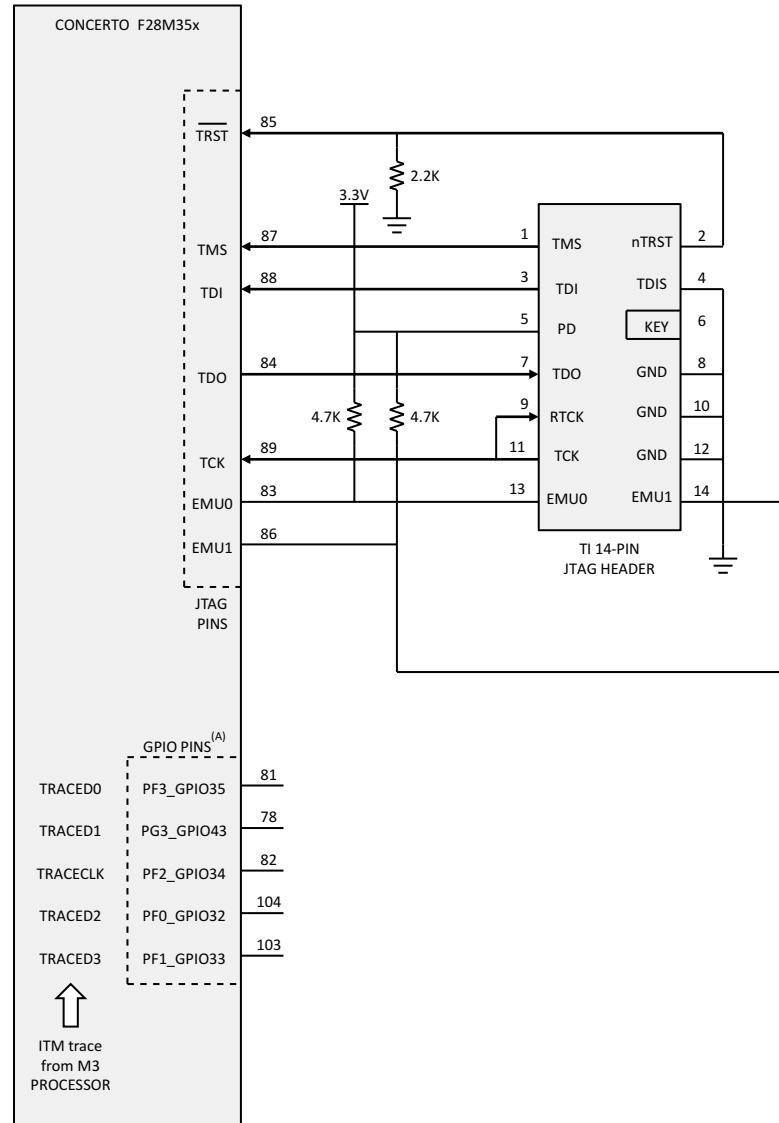 CONCERTO F28M35x
85
TRST
2.2K
3.3V
87
1
TMS
TMS
nTRST
2
88
3
TDI
TDI
TDIS
4
5
PD
KEY
6
84
7
TDO
TDO
GND
8
4.7K
4.7K
9
RTCK
GND
10
89
11
TCK
TCK
GND
12
83
13
EMU0
EMU0
EMU1
14
86
EMU1
TI 14-PIN
JTAG HEADER
JTAG
PINS
GPIO PINS(A)
TRACED0
PF3_GPIO35
81
TRACED1
PG3_GPIO43
78
TRACECLK
PF2_GPIO34
82
TRACED2
PF0_GPIO32
104
TRACED3
PF1_GPIO33
103
ITM trace
from M3
PROCESSOR